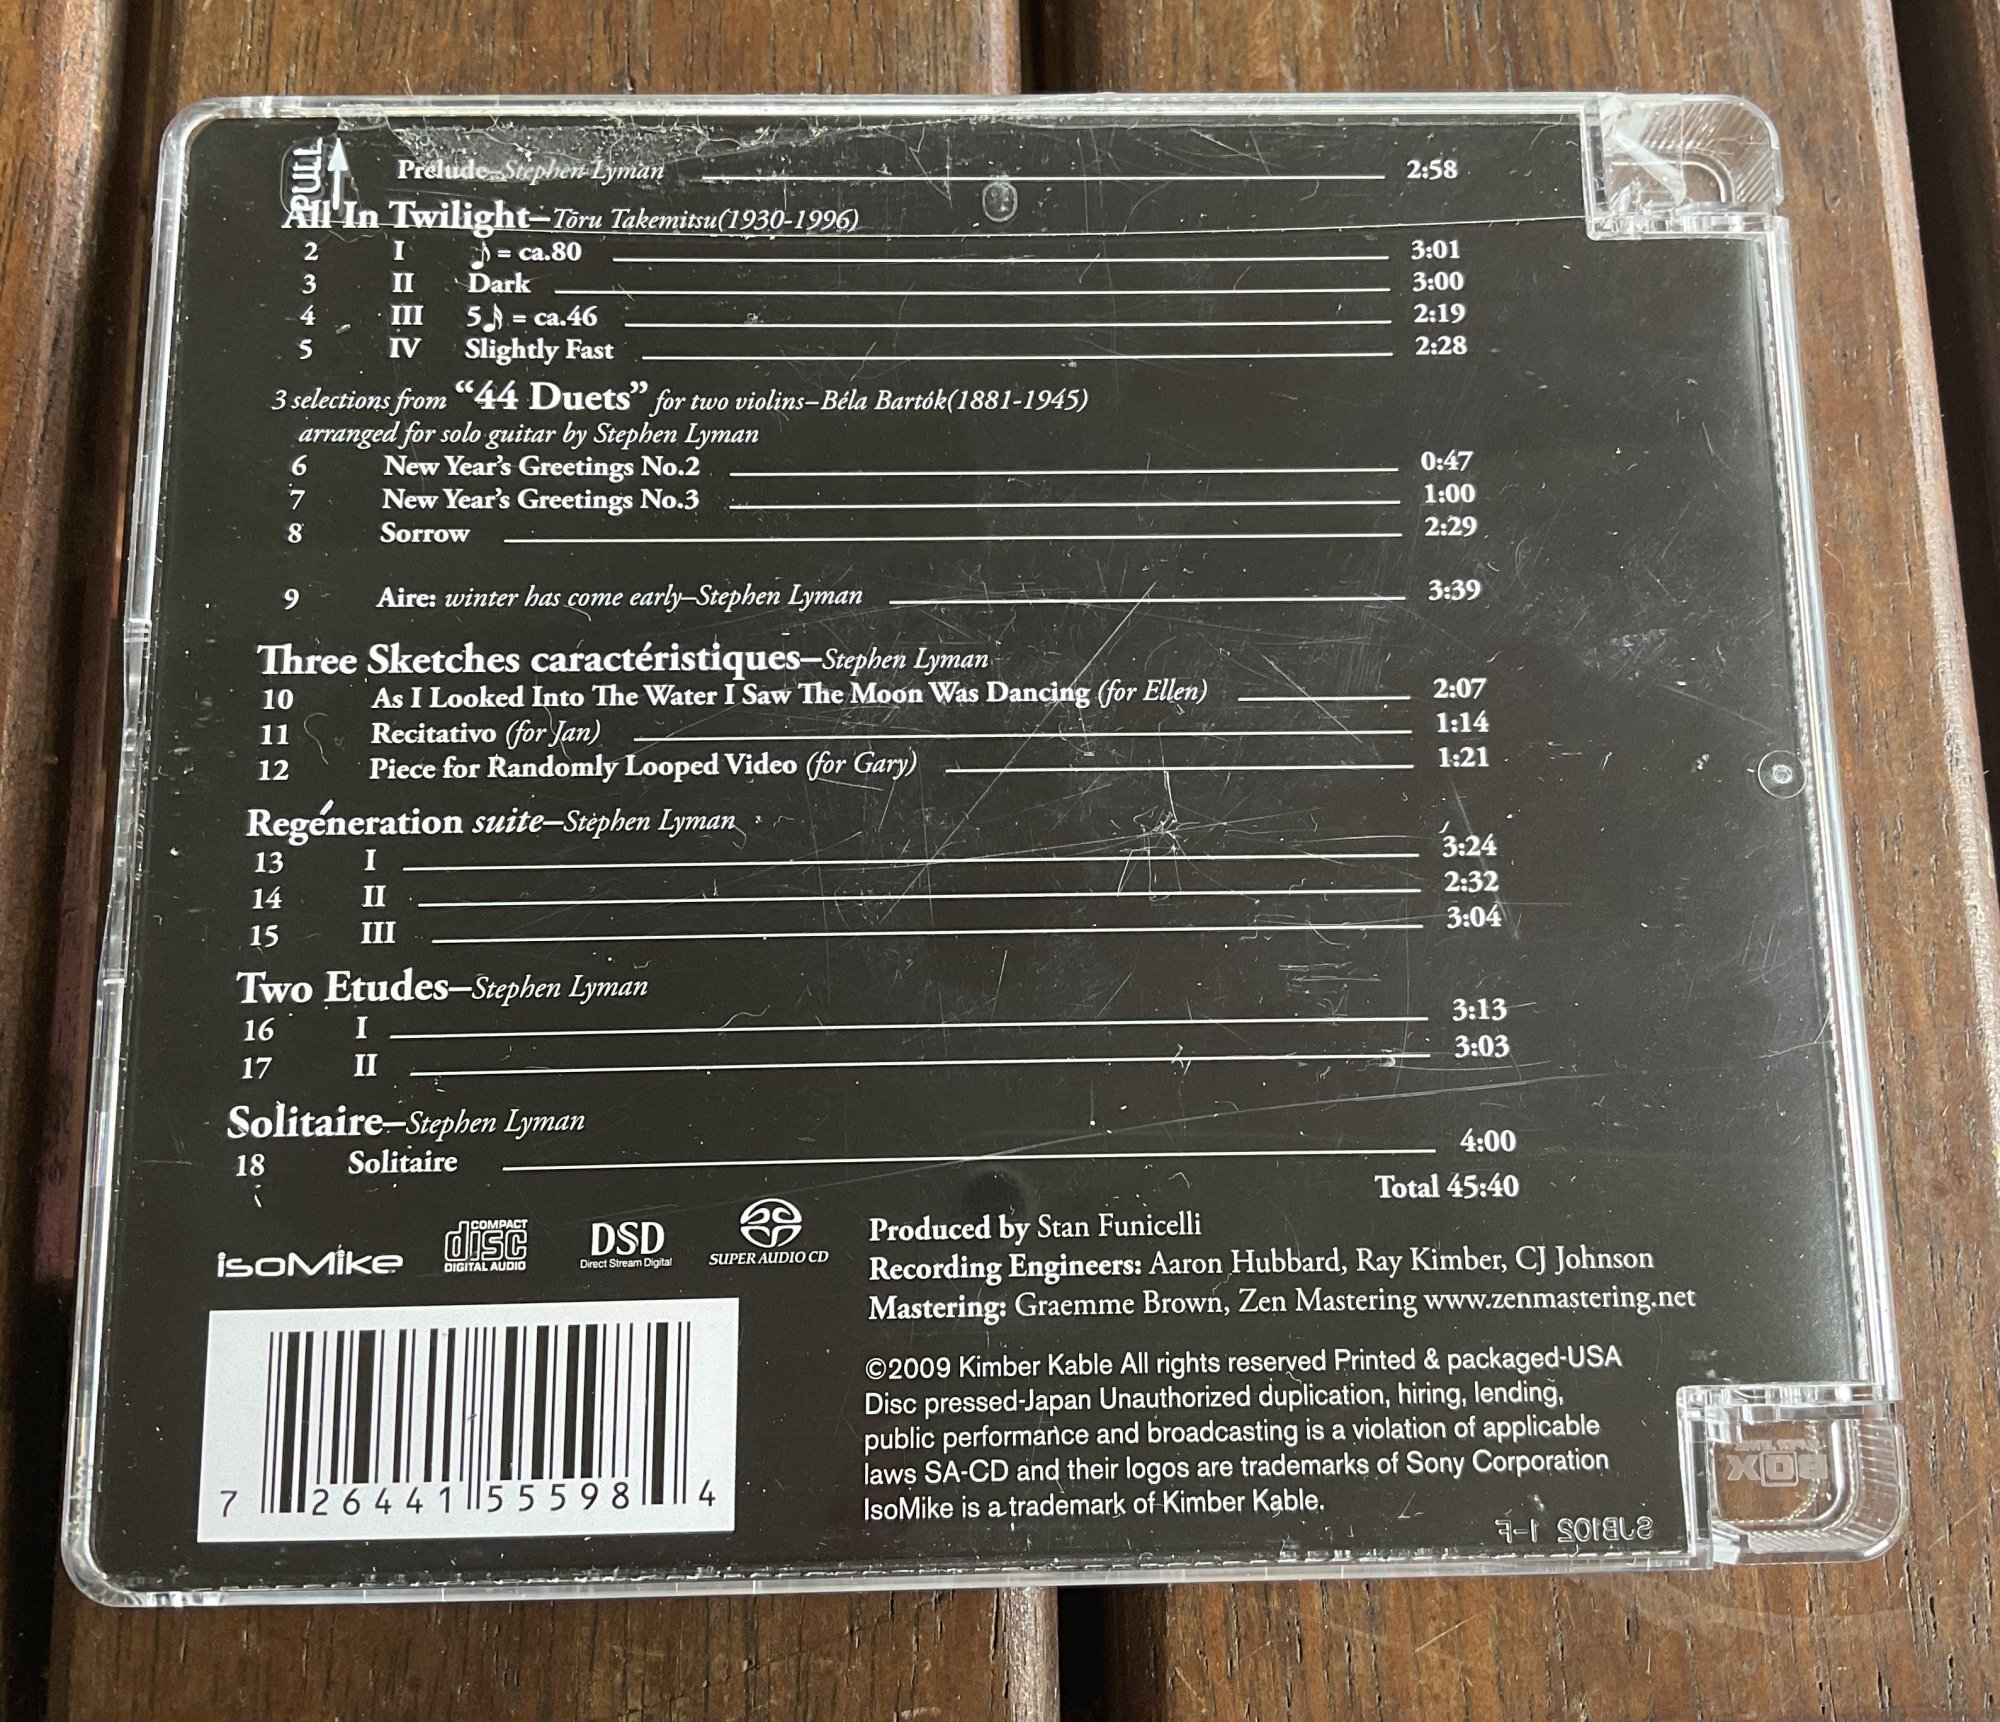 PULL
Prelude–Stephen Lyman 2:58
All In Twilight–Tōru Takemitsu(1930-1996)
2 I ♪ = ca.80 3:01
3 II Dark 3:00
4 III 5♪ = ca.46 2:19
5 IV Slightly Fast 2:28
3 selections from “44 Duets” for two violins–Béla Bartók(1881-1945)
arranged for solo guitar by Stephen Lyman
6 New Year’s Greetings No.2 0:47
7 New Year’s Greetings No.3 1:00
8 Sorrow 2:29
9 Aire: winter has come early–Stephen Lyman 3:39
Three Sketches caractéristiques–Stephen Lyman
10 As I Looked Into The Water I Saw The Moon Was Dancing (for Ellen) 2:07
11 Recitativo (for Jan) 1:14
12 Piece for Randomly Looped Video (for Gary) 1:21
Regéneration suite–Stephen Lyman
13 I 3:24
14 II 2:32
15 III 3:04
Two Etudes–Stephen Lyman
16 I 3:13
17 II 3:03
Solitaire–Stephen Lyman
18 Solitaire 4:00
Total 45:40
isoMike
COMPACT
disc
DIGITAL AUDIO
DSD
Direct Stream Digital
SUPER AUDIO CD
Produced by Stan Funicelli
Recording Engineers: Aaron Hubbard, Ray Kimber, CJ Johnson
Mastering: Graemme Brown, Zen Mastering www.zenmastering.net
©2009 Kimber Kable All rights reserved Printed & packaged-USA
Disc pressed-Japan Unauthorized duplication, hiring, lending,
public performance and broadcasting is a violation of applicable
laws SA-CD and their logos are trademarks of Sony Corporation
IsoMike is a trademark of Kimber Kable.
7 26441 55598 4
SJB102 1-F
BOX